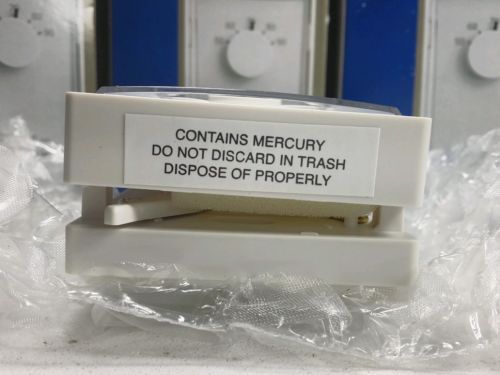 CONTAINS MERCURY
DO NOT DISCARD IN TRASH
DISPOSE OF PROPERLY